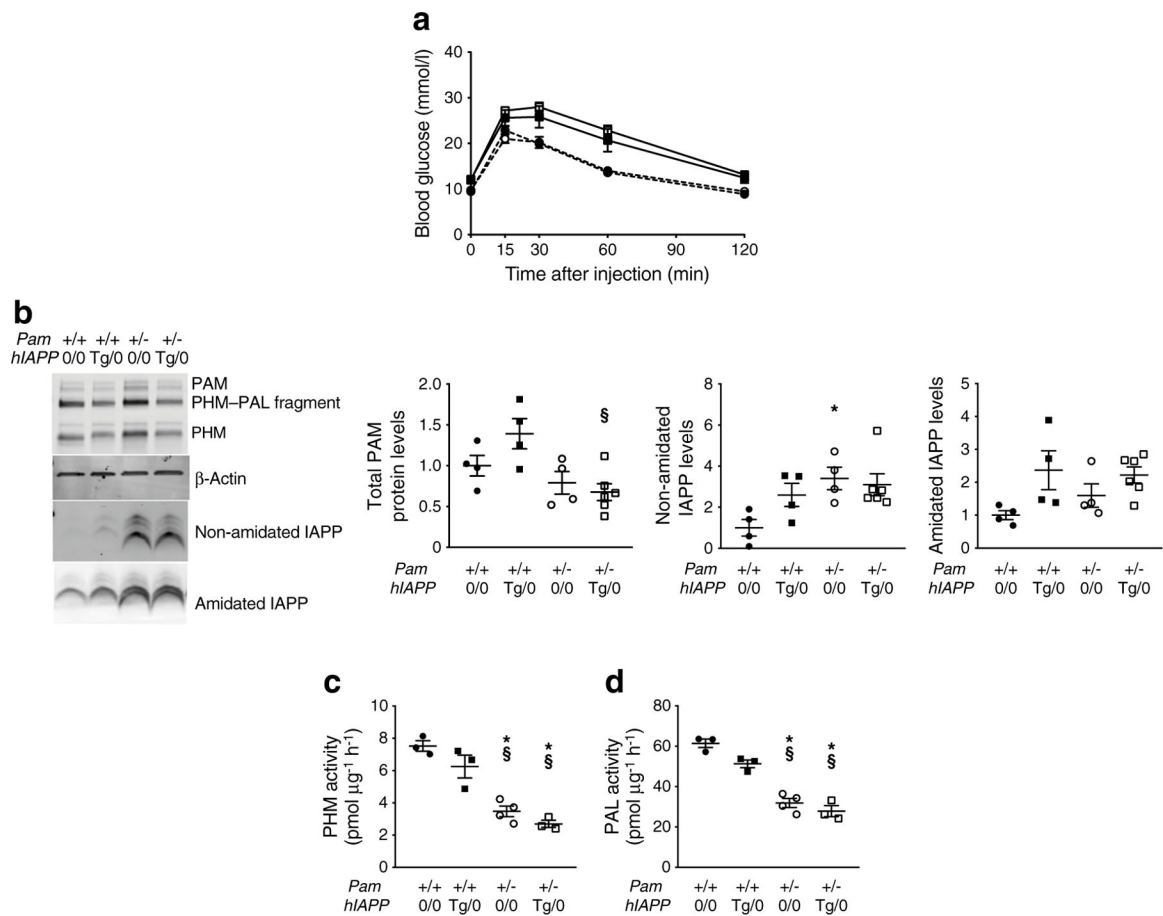 a
Blood glucose (mmol/l)
40
30
20
10
0
0 15 30 60 90 120
Time after injection (min)
b
Pam +/+ +/+ +/- +/-
hIAPP 0/0 Tg/0 0/0 Tg/0
PAM
PHM–PAL fragment
PHM
β-Actin
Non-amidated IAPP
Amidated IAPP
Total PAM
protein levels
2.0
1.5
1.0
0.5
0.0
§
Pam +/+ +/+ +/- +/-
hIAPP 0/0 Tg/0 0/0 Tg/0
Non-amidated
IAPP levels
8
6
4
2
0
*
Pam +/+ +/+ +/- +/-
hIAPP 0/0 Tg/0 0/0 Tg/0
Amidated IAPP levels
5
4
3
2
1
0
Pam +/+ +/+ +/- +/-
hIAPP 0/0 Tg/0 0/0 Tg/0
c
PHM activity
(pmol µg⁻¹ h⁻¹)
10
8
6
4
2
0
* *
§ §
Pam +/+ +/+ +/- +/-
hIAPP 0/0 Tg/0 0/0 Tg/0
d
PAL activity
(pmol µg⁻¹ h⁻¹)
80
60
40
20
0
* *
§ §
Pam +/+ +/+ +/- +/-
hIAPP 0/0 Tg/0 0/0 Tg/0